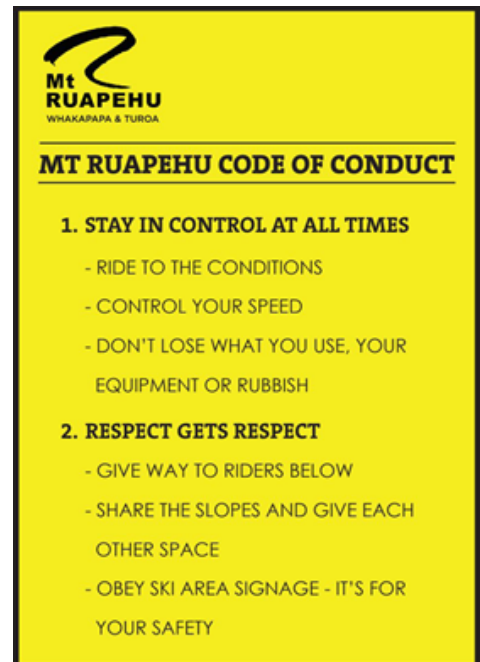 Mt
RUAPEHU
WHAKAPAPA & TUROA
MT RUAPEHU CODE OF CONDUCT
1. STAY IN CONTROL AT ALL TIMES
- RIDE TO THE CONDITIONS
- CONTROL YOUR SPEED
- DON'T LOSE WHAT YOU USE, YOUR
EQUIPMENT OR RUBBISH
2. RESPECT GETS RESPECT
- GIVE WAY TO RIDERS BELOW
- SHARE THE SLOPES AND GIVE EACH
OTHER SPACE
- OBEY SKI AREA SIGNAGE - IT'S FOR
YOUR SAFETY